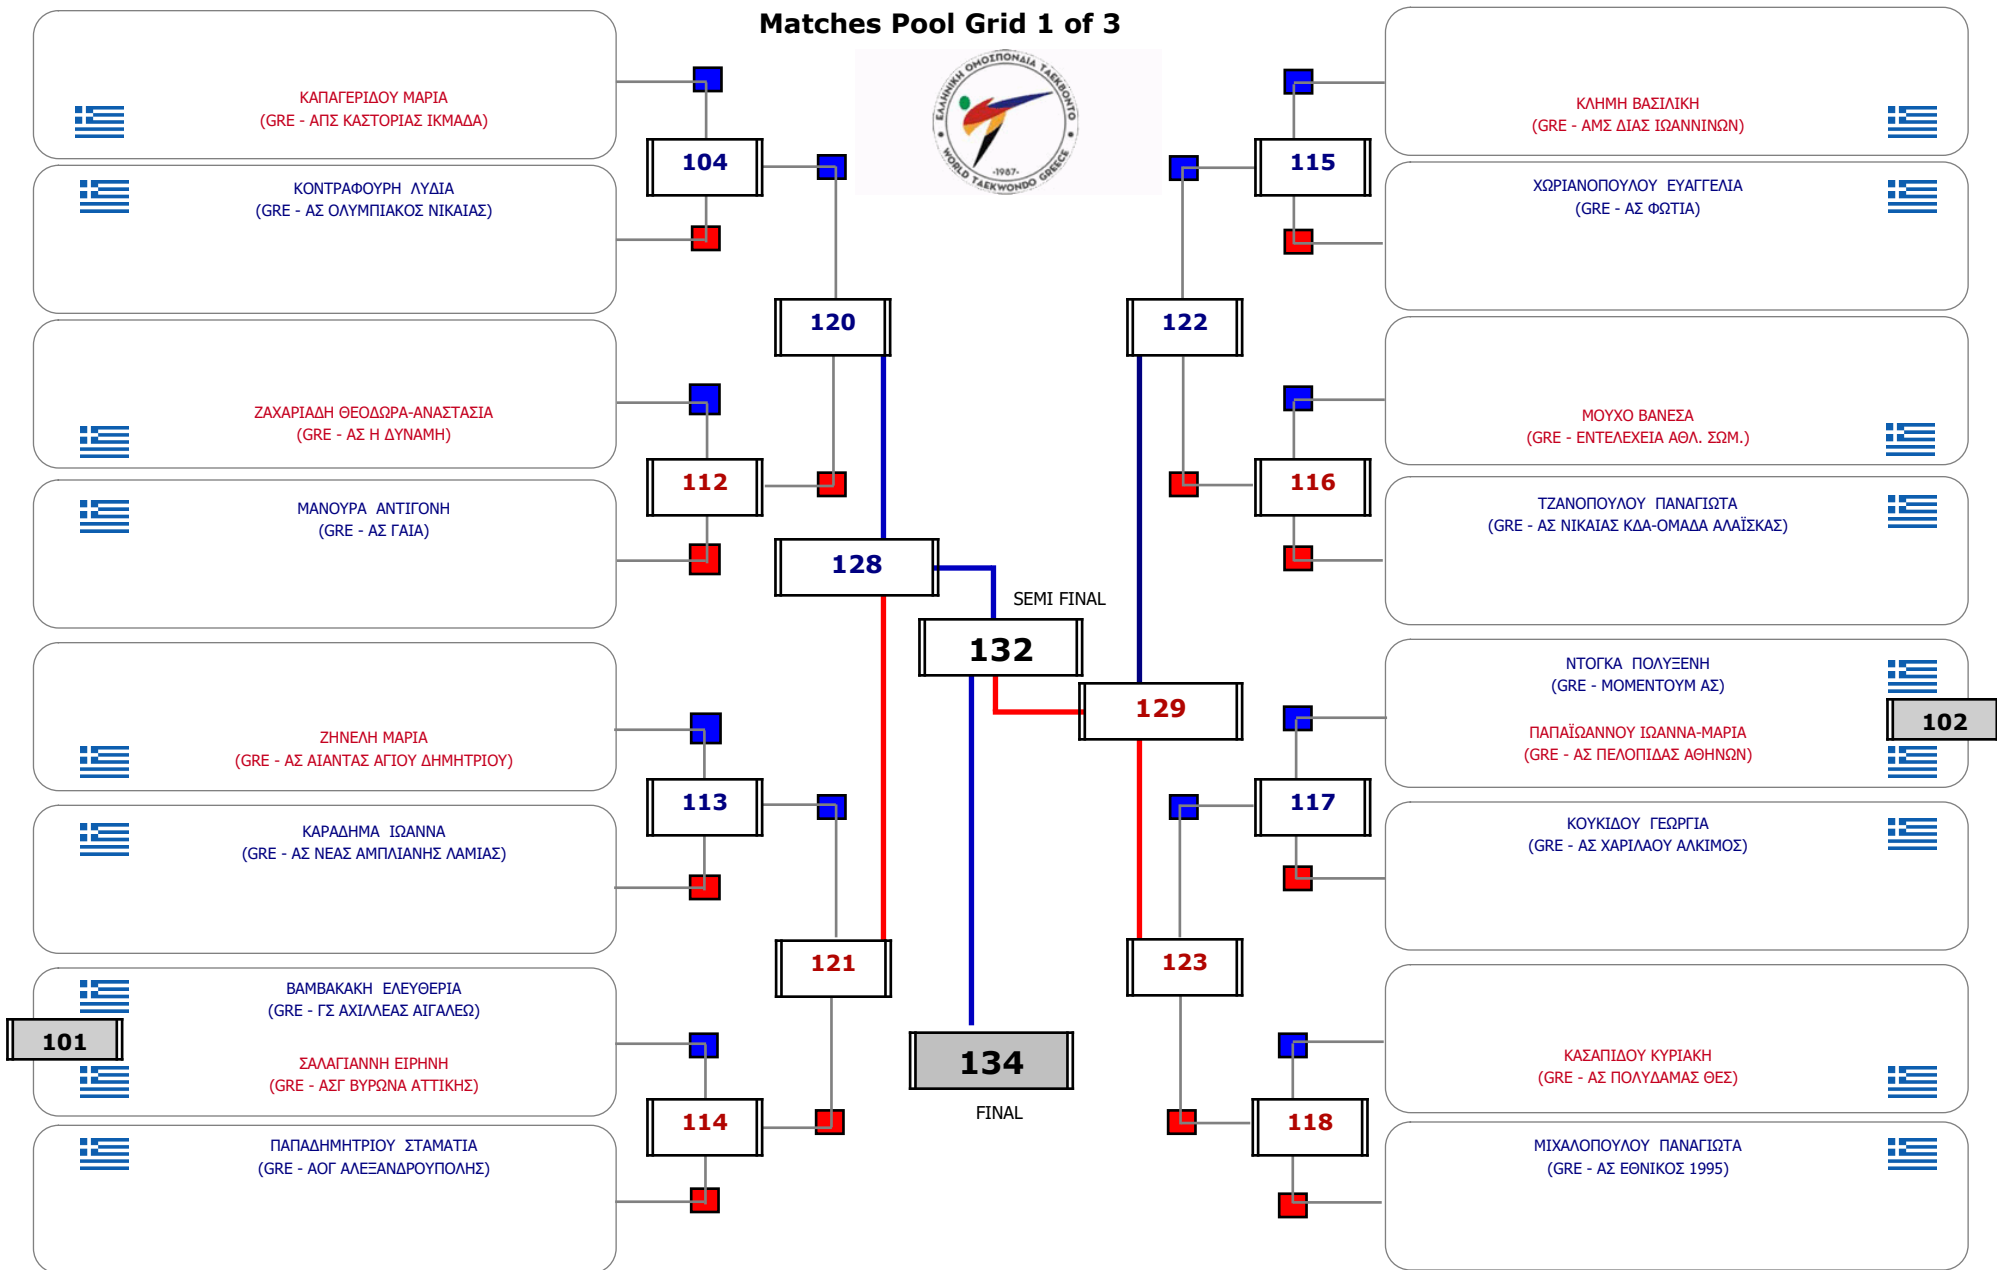 Matches Pool Grid 1 of 3
ΕΛΛΗΝΙΚΗ ΟΜΟΣΠΟΝΔΙΑ ΤΑΕΚΒΟΝΤΟ
-1987-
WORLD TAEKWONDO GREECE
ΚΑΠΑΓΕΡΙΔΟΥ ΜΑΡΙΑ
(GRE - ΑΠΣ ΚΑΣΤΟΡΙΑΣ ΙΚΜΑΔΑ)
104
ΚΟΝΤΡΑΦΟΥΡΗ ΛΥΔΙΑ
(GRE - ΑΣ ΟΛΥΜΠΙΑΚΟΣ ΝΙΚΑΙΑΣ)
120
ΖΑΧΑΡΙΑΔΗ ΘΕΟΔΩΡΑ-ΑΝΑΣΤΑΣΙΑ
(GRE - ΑΣ Η ΔΥΝΑΜΗ)
112
ΜΑΝΟΥΡΑ ΑΝΤΙΓΟΝΗ
(GRE - ΑΣ ΓΑΙΑ)
128
ΖΗΝΕΛΗ ΜΑΡΙΑ
(GRE - ΑΣ ΑΙΑΝΤΑΣ ΑΓΙΟΥ ΔΗΜΗΤΡΙΟΥ)
113
ΚΑΡΑΔΗΜΑ ΙΩΑΝΝΑ
(GRE - ΑΣ ΝΕΑΣ ΑΜΠΛΙΑΝΗΣ ΛΑΜΙΑΣ)
121
ΒΑΜΒΑΚΑΚΗ ΕΛΕΥΘΕΡΙΑ
(GRE - ΓΣ ΑΧΙΛΛΕΑΣ ΑΙΓΑΛΕΩ)
101
ΣΑΛΑΓΙΑΝΝΗ ΕΙΡΗΝΗ
(GRE - ΑΣΓ ΒΥΡΩΝΑ ΑΤΤΙΚΗΣ)
114
ΠΑΠΑΔΗΜΗΤΡΙΟΥ ΣΤΑΜΑΤΙΑ
(GRE - ΑΟΓ ΑΛΕΞΑΝΔΡΟΥΠΟΛΗΣ)
SEMI FINAL
132
134
FINAL
ΚΛΗΜΗ ΒΑΣΙΛΙΚΗ
(GRE - ΑΜΣ ΔΙΑΣ ΙΩΑΝΝΙΝΩΝ)
115
ΧΩΡΙΑΝΟΠΟΥΛΟΥ ΕΥΑΓΓΕΛΙΑ
(GRE - ΑΣ ΦΩΤΙΑ)
122
ΜΟΥΧΟ ΒΑΝΕΣΑ
(GRE - ΕΝΤΕΛΕΧΕΙΑ ΑΘΛ. ΣΩΜ.)
116
ΤΖΑΝΟΠΟΥΛΟΥ ΠΑΝΑΓΙΩΤΑ
(GRE - ΑΣ ΝΙΚΑΙΑΣ ΚΔΑ-ΟΜΑΔΑ ΑΛΑΪΣΚΑΣ)
129
ΝΤΟΓΚΑ ΠΟΛΥΞΕΝΗ
(GRE - ΜΟΜΕΝΤΟΥΜ ΑΣ)
102
ΠΑΠΑΪΩΑΝΝΟΥ ΙΩΑΝΝΑ-ΜΑΡΙΑ
(GRE - ΑΣ ΠΕΛΟΠΙΔΑΣ ΑΘΗΝΩΝ)
117
ΚΟΥΚΙΔΟΥ ΓΕΩΡΓΙΑ
(GRE - ΑΣ ΧΑΡΙΛΑΟΥ ΑΛΚΙΜΟΣ)
123
ΚΑΣΑΠΙΔΟΥ ΚΥΡΙΑΚΗ
(GRE - ΑΣ ΠΟΛΥΔΑΜΑΣ ΘΕΣ)
118
ΜΙΧΑΛΟΠΟΥΛΟΥ ΠΑΝΑΓΙΩΤΑ
(GRE - ΑΣ ΕΘΝΙΚΟΣ 1995)